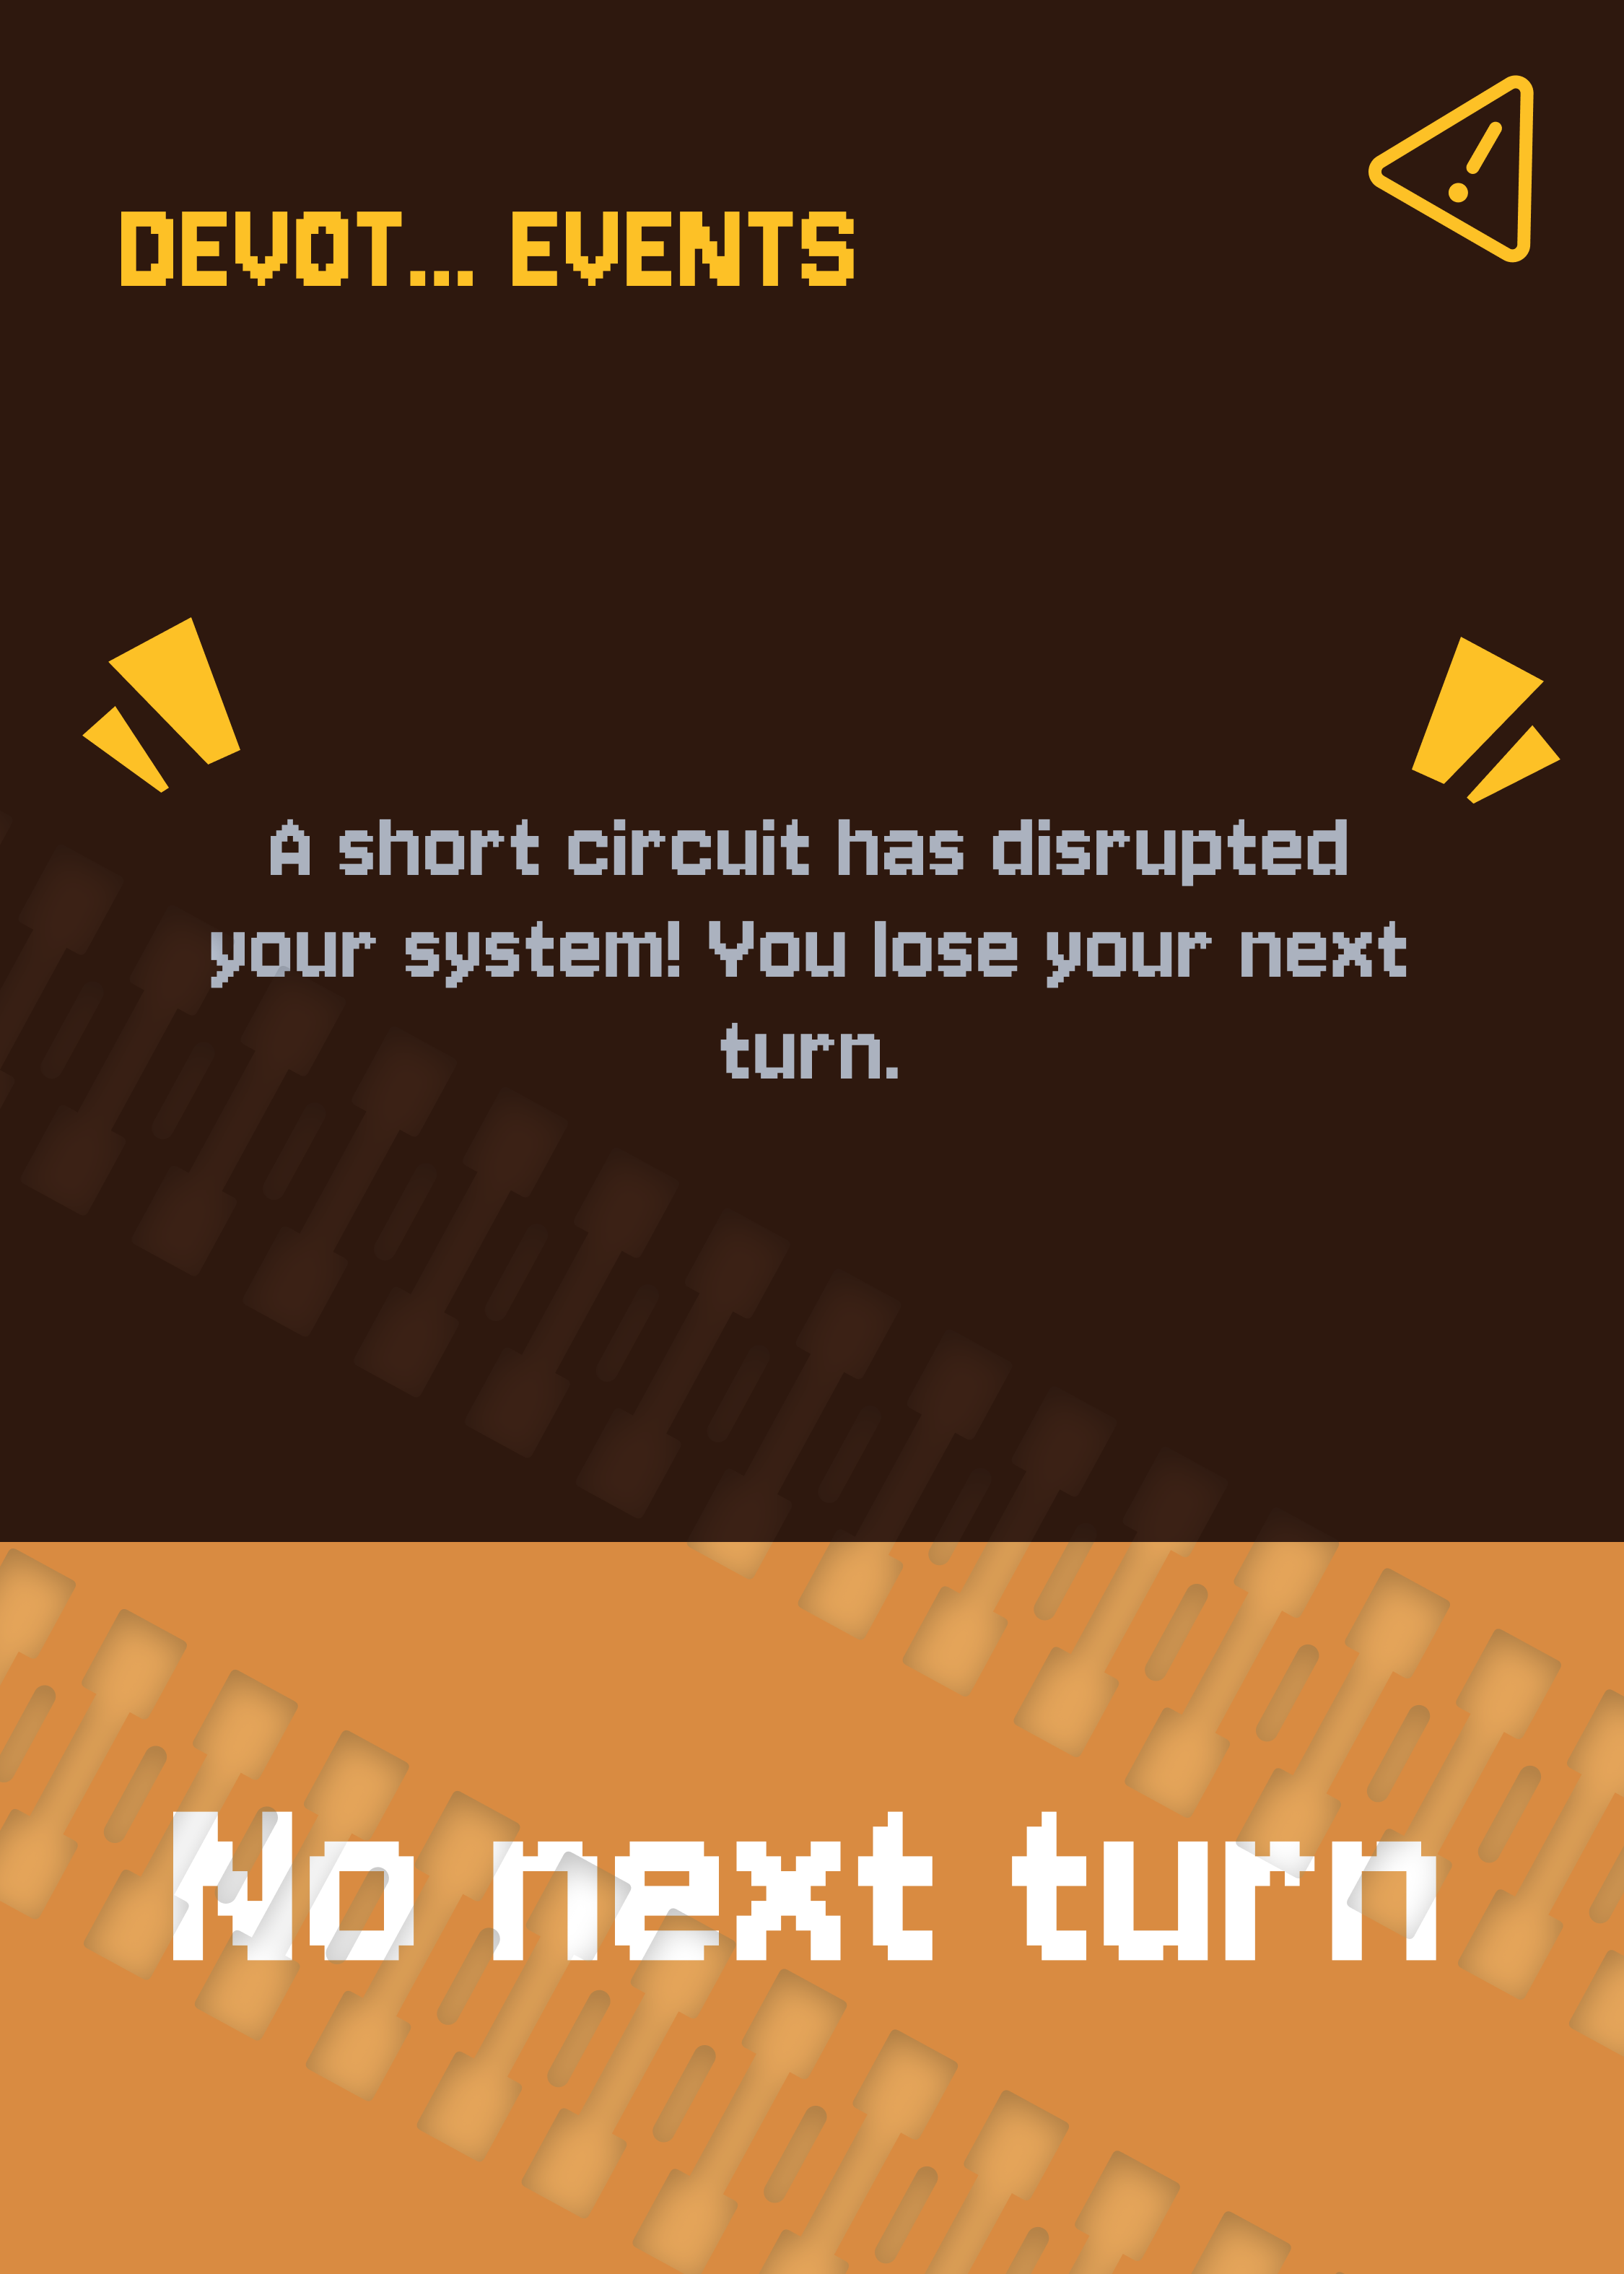 DEVOT... EVENTS
A short circuit has disrupted
your system! You lose your next
turn.
No next turn